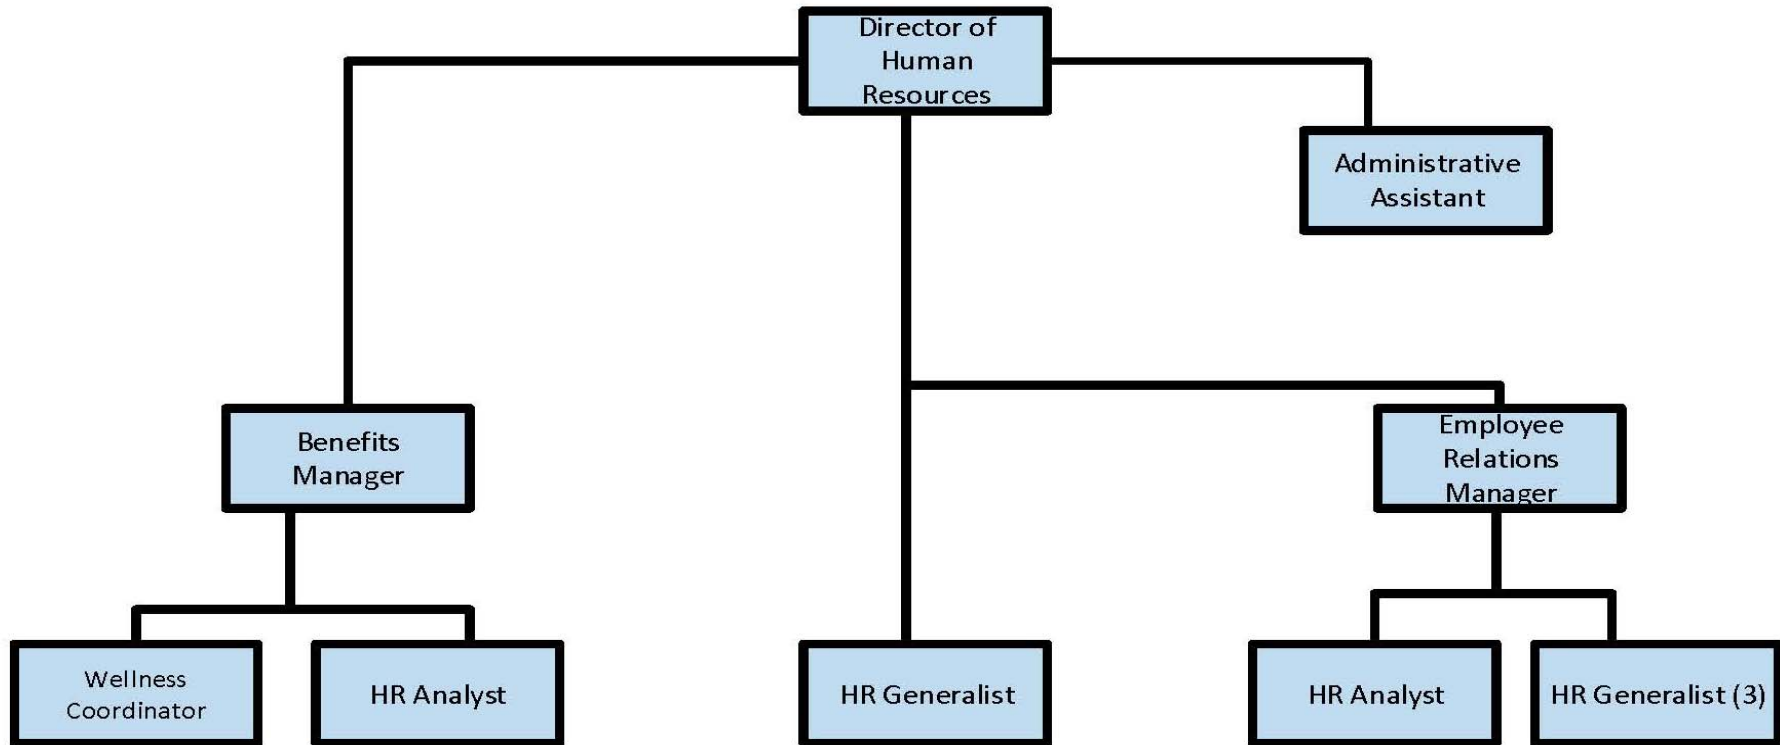 Director of
Human
Resources
Administrative
Assistant
Benefits
Manager
Employee
Relations
Manager
Wellness
Coordinator
HR Analyst
HR Generalist
HR Analyst
HR Generalist (3)